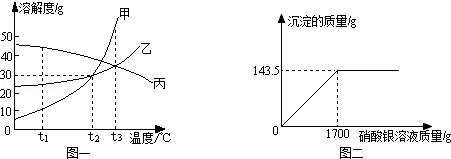 溶解度/g
甲
乙
丙
50
40
30
20
10
0
t1
t2
t3
温度/℃
图一
沉淀的质量/g
143.5
0
1700
硝酸银溶液质量/g
图二